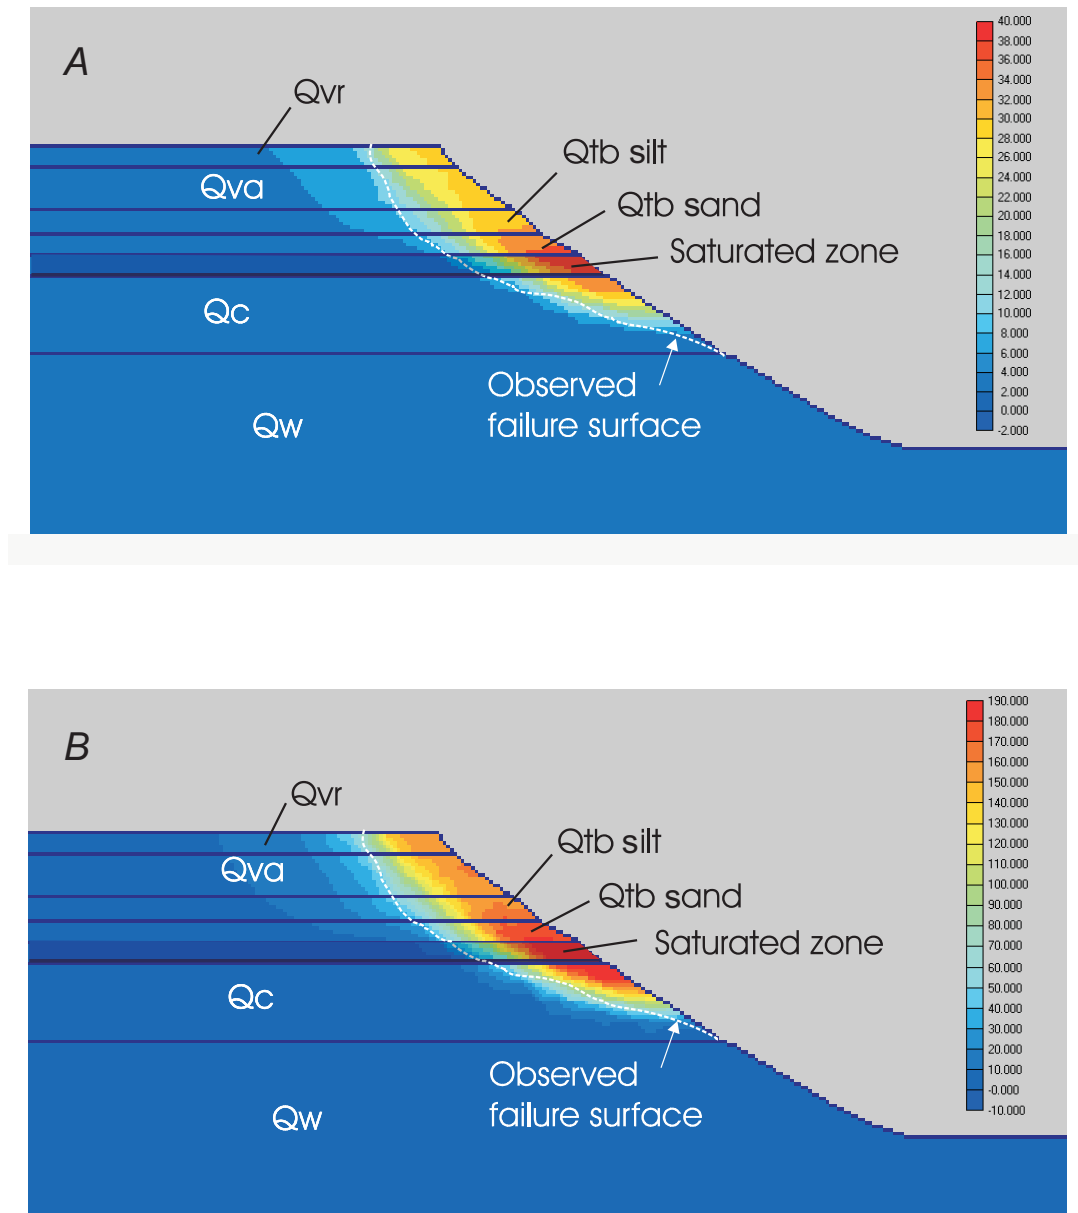 A
Qvr
Qtb silt
Qva
Qtb sand
Saturated zone
Qc
Observed
failure surface
Qw
40.000
38.000
36.000
34.000
32.000
30.000
28.000
26.000
24.000
22.000
20.000
18.000
16.000
14.000
12.000
10.000
8.000
6.000
4.000
2.000
0.000
-2.000
B
Qvr
Qtb silt
Qva
Qtb sand
Saturated zone
Qc
Observed
failure surface
Qw
190.000
180.000
170.000
160.000
150.000
140.000
130.000
120.000
110.000
100.000
90.000
80.000
70.000
60.000
50.000
40.000
30.000
20.000
10.000
-0.000
-10.000